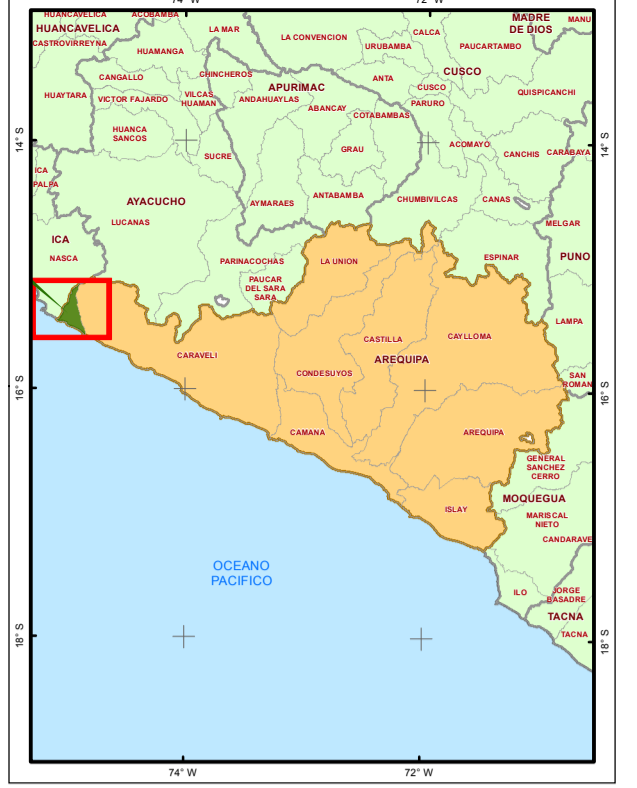 74° W
72° W
HUANCAVELICA
ACOBAMBA
LA MAR
CALCA
MADRE
DE DIOS
MANU
HUANCAVELICA
LA CONVENCION
CASTROVIRREYNA
HUAMANGA
URUBAMBA
PAUCARTAMBO
CANGALLO
CHINCHEROS
APURIMAC
ANTA
CUSCO
CUSCO
HUAYTARA
VICTOR FAJARDO
VILCAS
HUAMAN
ANDAHUAYLAS
ABANCAY
PARURO
QUISPICANCHI
COTABAMBAS
HUANCA
SANCOS
14° S
14° S
SUCRE
GRAU
ACOMAYO
CANCHIS
CARABAYA
ICA
PALPA
AYACUCHO
AYMARAES
ANTABAMBA
CHUMBIVILCAS
CANAS
LUCANAS
MELGAR
ICA
NASCA
PARINACOCHAS
LA UNION
ESPINAR
PUNO
PAUCAR
DEL SARA
SARA
LAMPA
CARAVELI
CASTILLA
CAYLLOMA
AREQUIPA
CONDESUYOS
SAN
ROMAN
16° S
16° S
CAMANA
AREQUIPA
GENERAL
SANCHEZ
CERRO
MOQUEGUA
ISLAY
MARISCAL
NIETO
CANDARAVE
OCEANO
PACIFICO
ILO
JORGE
BASADRE
TACNA
TACNA
18° S
18° S
74° W
72° W